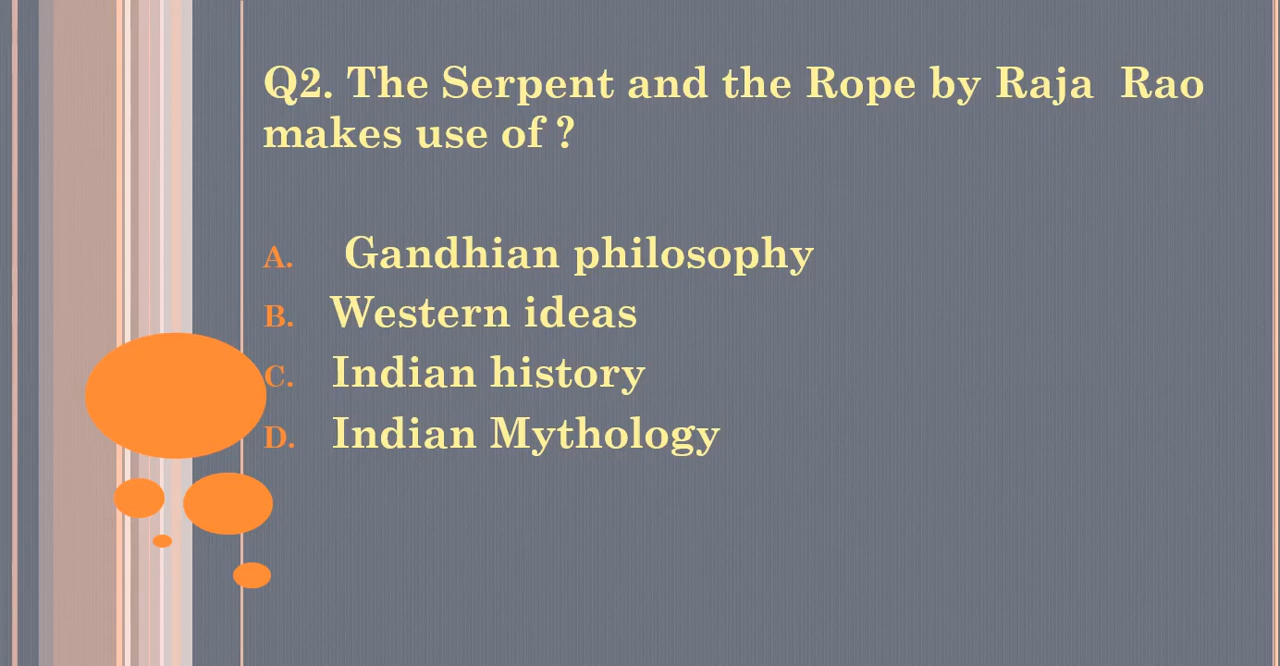 Q2. The Serpent and the Rope by Raja Rao
makes use of ?
A. Gandhian philosophy
B. Western ideas
C. Indian history
D. Indian Mythology